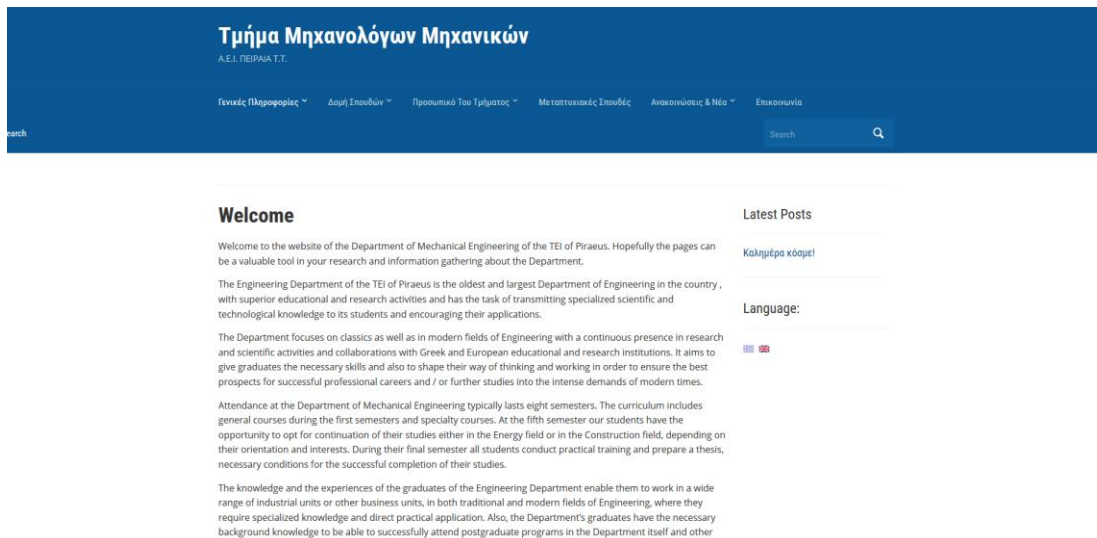 Τμήμα Μηχανολόγων Μηχανικών
Α.Ε.Ι. ΠΕΙΡΑΙΑ Τ.Τ.
Γενικές Πληροφορίες
Δομή Σπουδών
Προσωπικό Του Τμήματος
Μεταπτυχιακές Σπουδές
Ανακοινώσεις & Νέα
Επικοινωνία
earch
Search
Welcome
Welcome to the website of the Department of Mechanical Engineering of the TEI of Piraeus. Hopefully the pages can
be a valuable tool in your research and information gathering about the Department.
The Engineering Department of the TEI of Piraeus is the oldest and largest Department of Engineering in the country ,
with superior educational and research activities and has the task of transmitting specialized scientific and
technological knowledge to its students and encouraging their applications.
The Department focuses on classics as well as in modern fields of Engineering with a continuous presence in research
and scientific activities and collaborations with Greek and European educational and research institutions. It aims to
give graduates the necessary skills and also to shape their way of thinking and working in order to ensure the best
prospects for successful professional careers and / or further studies into the intense demands of modern times.
Attendance at the Department of Mechanical Engineering typically lasts eight semesters. The curriculum includes
general courses during the first semesters and specialty courses. At the fifth semester our students have the
opportunity to opt for continuation of their studies either in the Energy field or in the Construction field, depending on
their orientation and interests. During their final semester all students conduct practical training and prepare a thesis,
necessary conditions for the successful completion of their studies.
The knowledge and the experiences of the graduates of the Engineering Department enable them to work in a wide
range of industrial units or other business units, in both traditional and modern fields of Engineering, where they
require specialized knowledge and direct practical application. Also, the Department's graduates have the necessary
background knowledge to be able to successfully attend postgraduate programs in the Department itself and other
Latest Posts
Καλημέρα κόσμε!
Language: